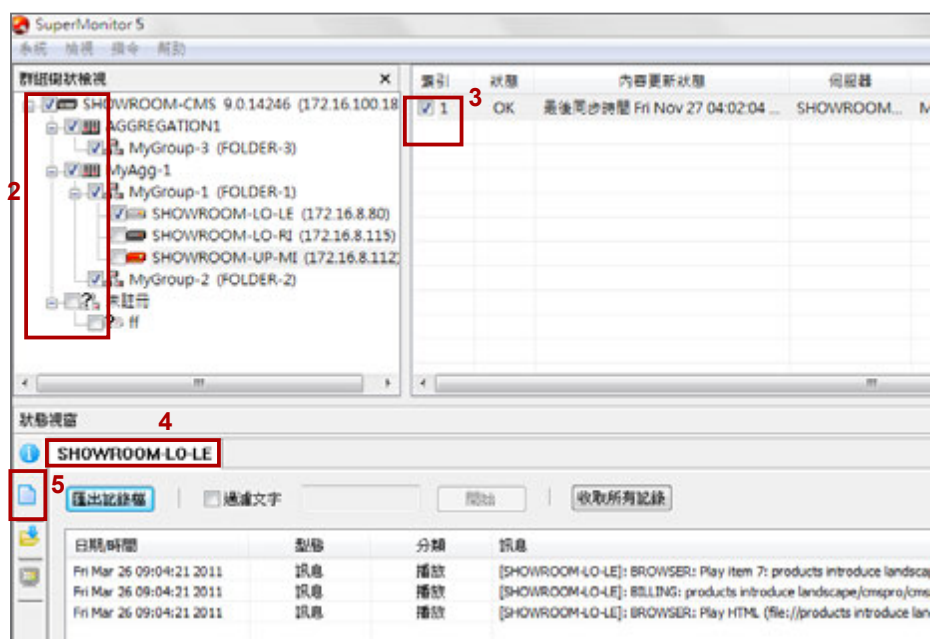 SuperMonitor 5
系統 檢視 指令 幫助
群組樹狀檢視
SHOWROOM-CMS 9.0.14246 (172.16.100.18
AGGREGATION1
MyGroup-3 (FOLDER-3)
MyAgg-1
MyGroup-1 (FOLDER-1)
SHOWROOM-LO-LE (172.16.8.80)
SHOWROOM-LO-RI (172.16.8.115)
SHOWROOM-UP-MI (172.16.8.112)
MyGroup-2 (FOLDER-2)
未註冊
ff
2
索引 狀態 內容更新狀態 伺服器
1 OK 最後同步時間 Fri Nov 27 04:02:04 ... SHOWROOM... M
3
狀態視窗
4
SHOWROOM-LO-LE
5
匯出記錄檔 過濾文字 開始 收取所有記錄
日期/時間 型態 分類 訊息
Fri Mar 26 09:04:21 2011 訊息 播放 [SHOWROOM-LO-LE]: BROWSER: Play item 7: products introduce landsca
Fri Mar 26 09:04:21 2011 訊息 播放 [SHOWROOM-LO-LE]: BILLING: products introduce landscape/cmspro/cms
Fri Mar 26 09:04:21 2011 訊息 播放 [SHOWROOM-LO-LE]: BROWSER: Play HTML (file://products introduce lan